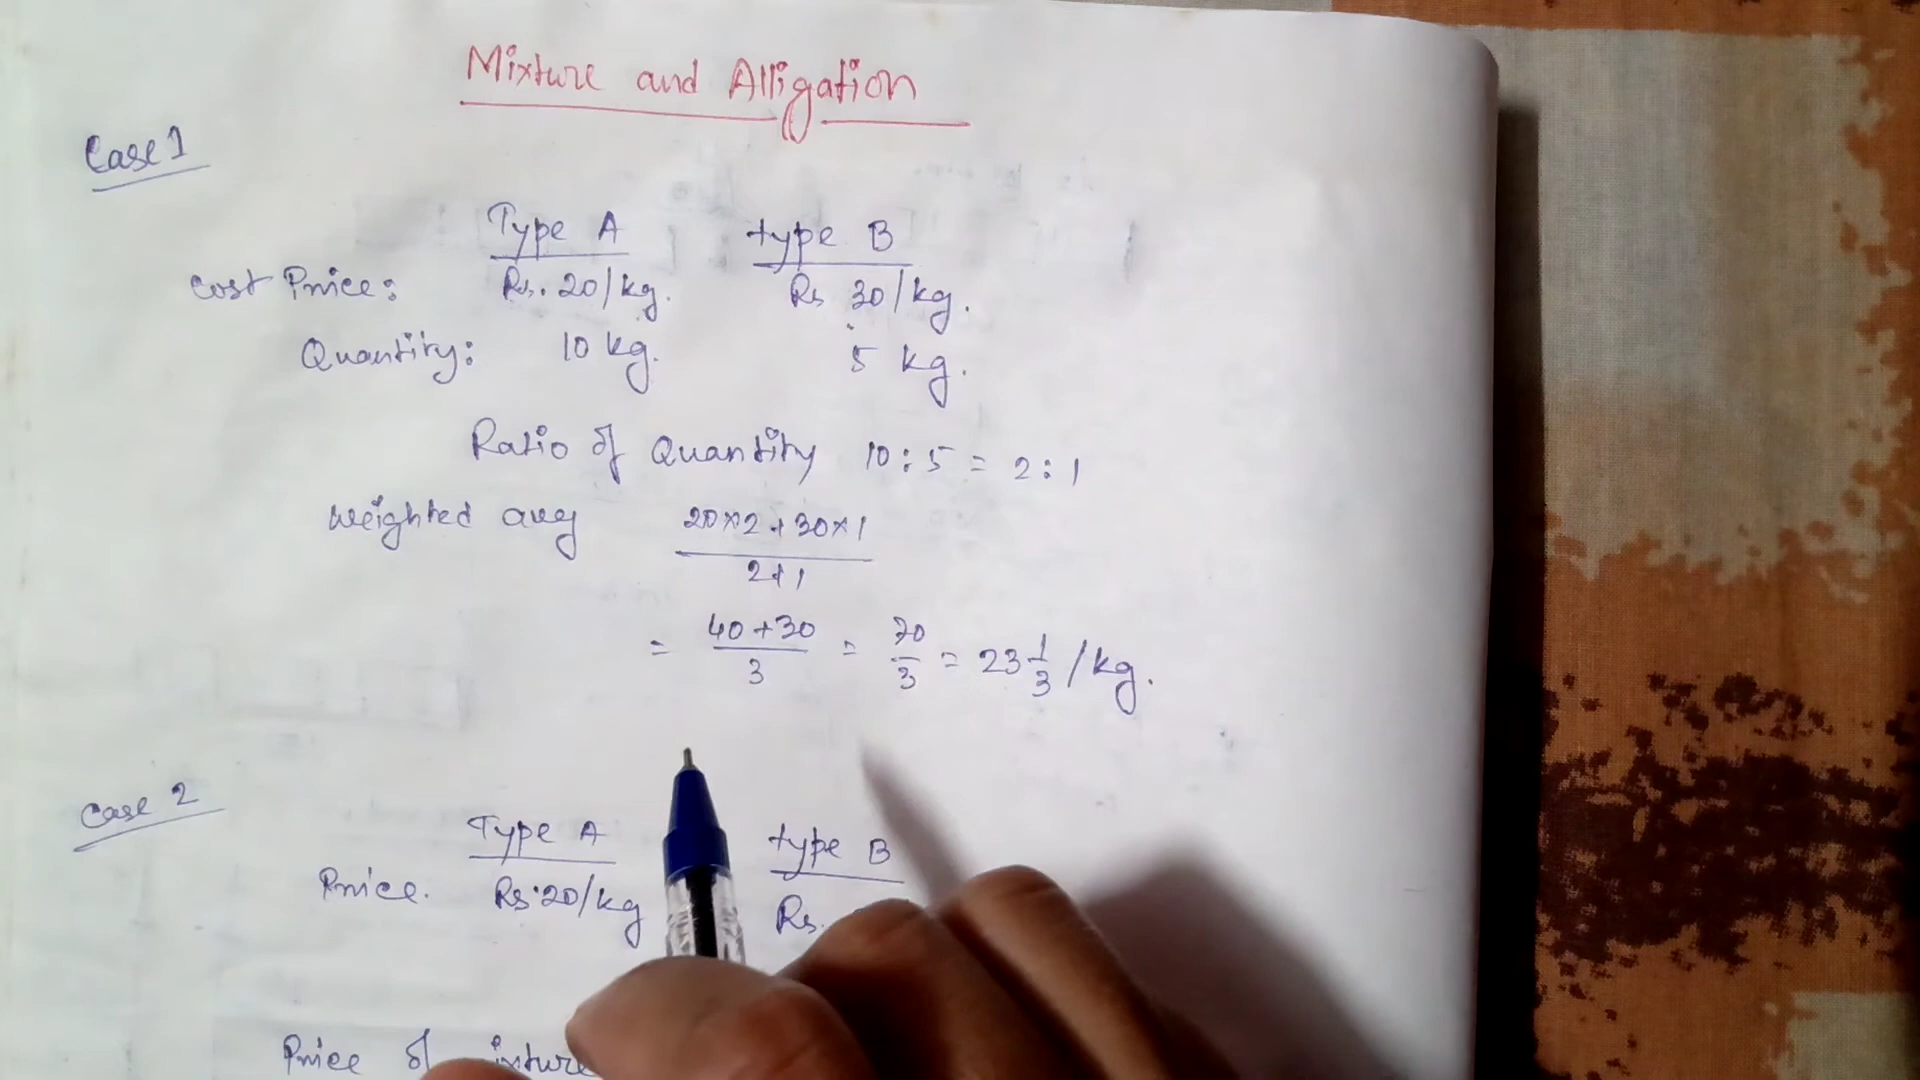 Mixture and Alligation
Case 1
Type A type B
Cost Price: Rs. 20/kg. Rs 30/kg.
Quantity: 10 kg. 5 kg.
Ratio of Quantity 10:5 = 2:1
Weighted avg 20×2+30×1
2+1
= 40+30 = 70 = 23 1/3 /kg.
3 3
Case 2
Type A type B
Price. Rs.20/kg Rs.
Price of